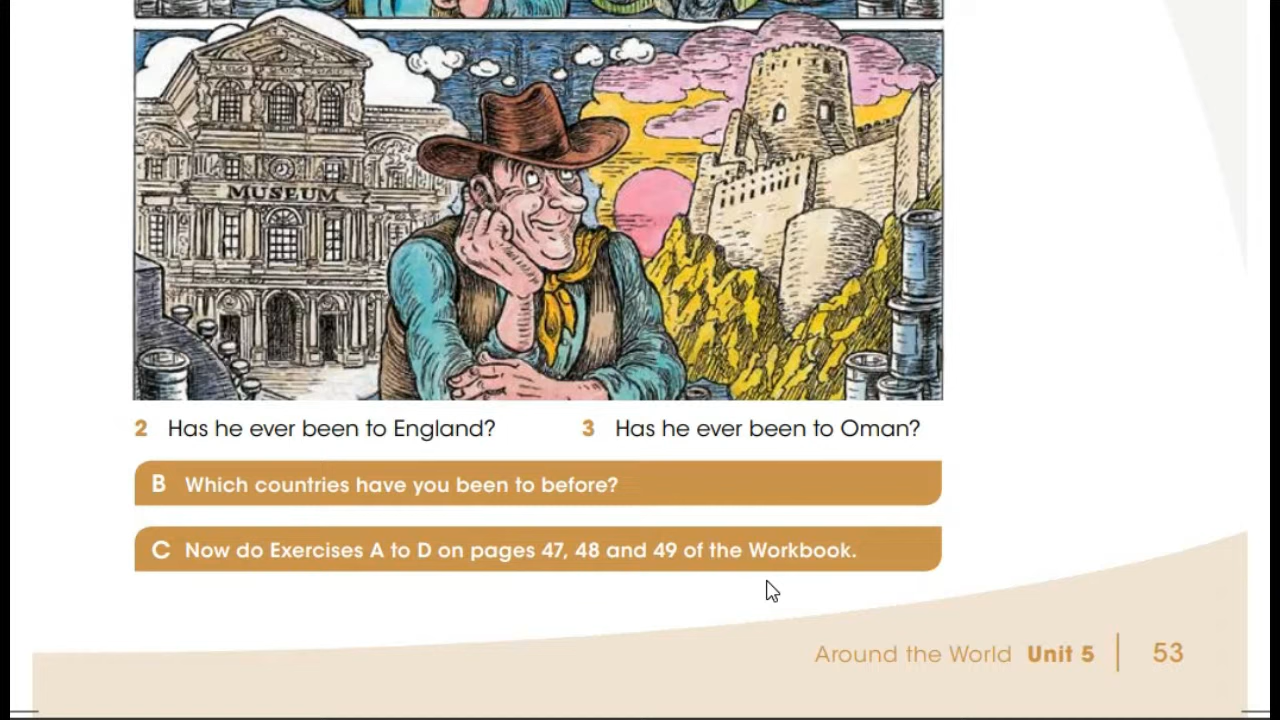 MUSEUM
2 Has he ever been to England?
3 Has he ever been to Oman?
B Which countries have you been to before?
C Now do Exercises A to D on pages 47, 48 and 49 of the Workbook.
Around the World Unit 5 | 53